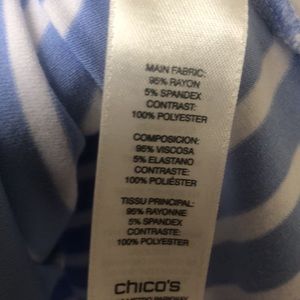 MAIN FABRIC:
95% RAYON
5% SPANDEX
CONTRAST:
100% POLYESTER
COMPOSICION:
95% VISCOSA
5% ELASTANO
CONTRASTE:
100% POLIÉSTER
TISSU PRINCIPAL:
95% RAYONNE
5% SPANDEX
CONTRAST:
100% POLYESTER
chico's